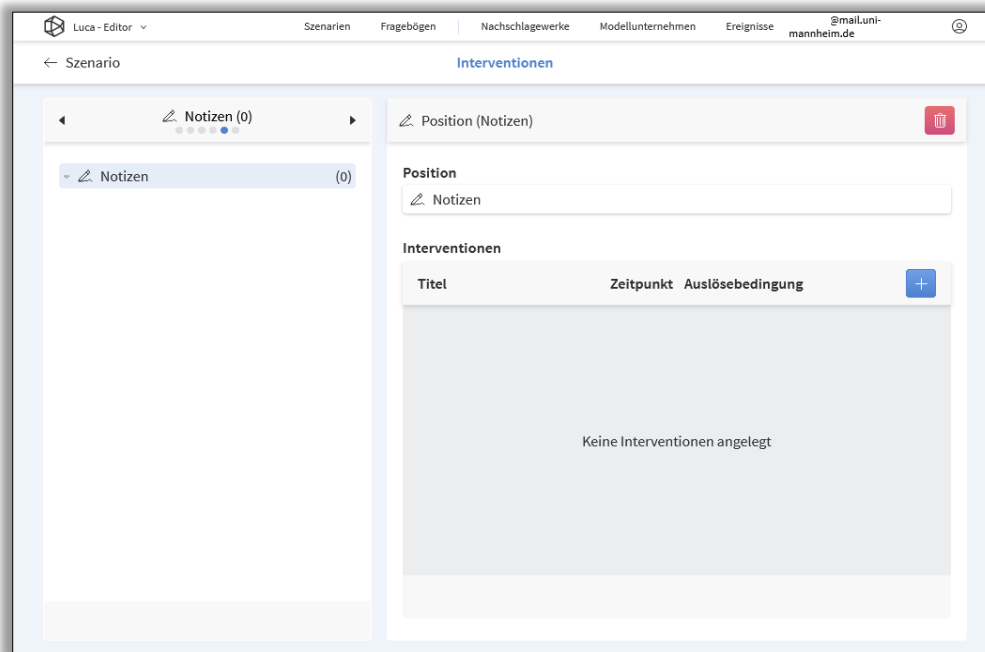 Luca - Editor Szenarien Fragebögen Nachschlagewerke Modellunternehmen Ereignisse @mail.uni-
mannheim.de
← Szenario Interventionen
Notizen (0)
Notizen (0)
Position (Notizen)
Position
Notizen
Interventionen
Titel Zeitpunkt Auslösebedingung +
Keine Interventionen angelegt